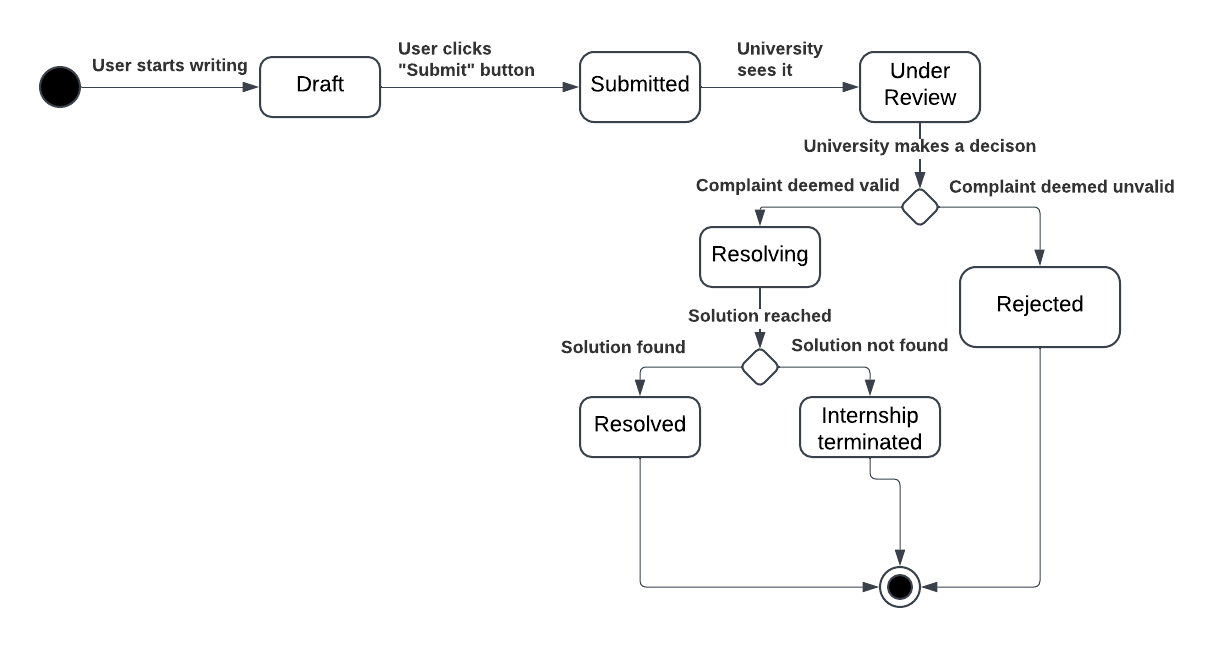 User starts writing
Draft
User clicks
"Submit" button
Submitted
University
sees it
Under
Review
University makes a decison
Complaint deemed valid
Complaint deemed unvalid
Resolving
Rejected
Solution reached
Solution found
Solution not found
Resolved
Internship
terminated